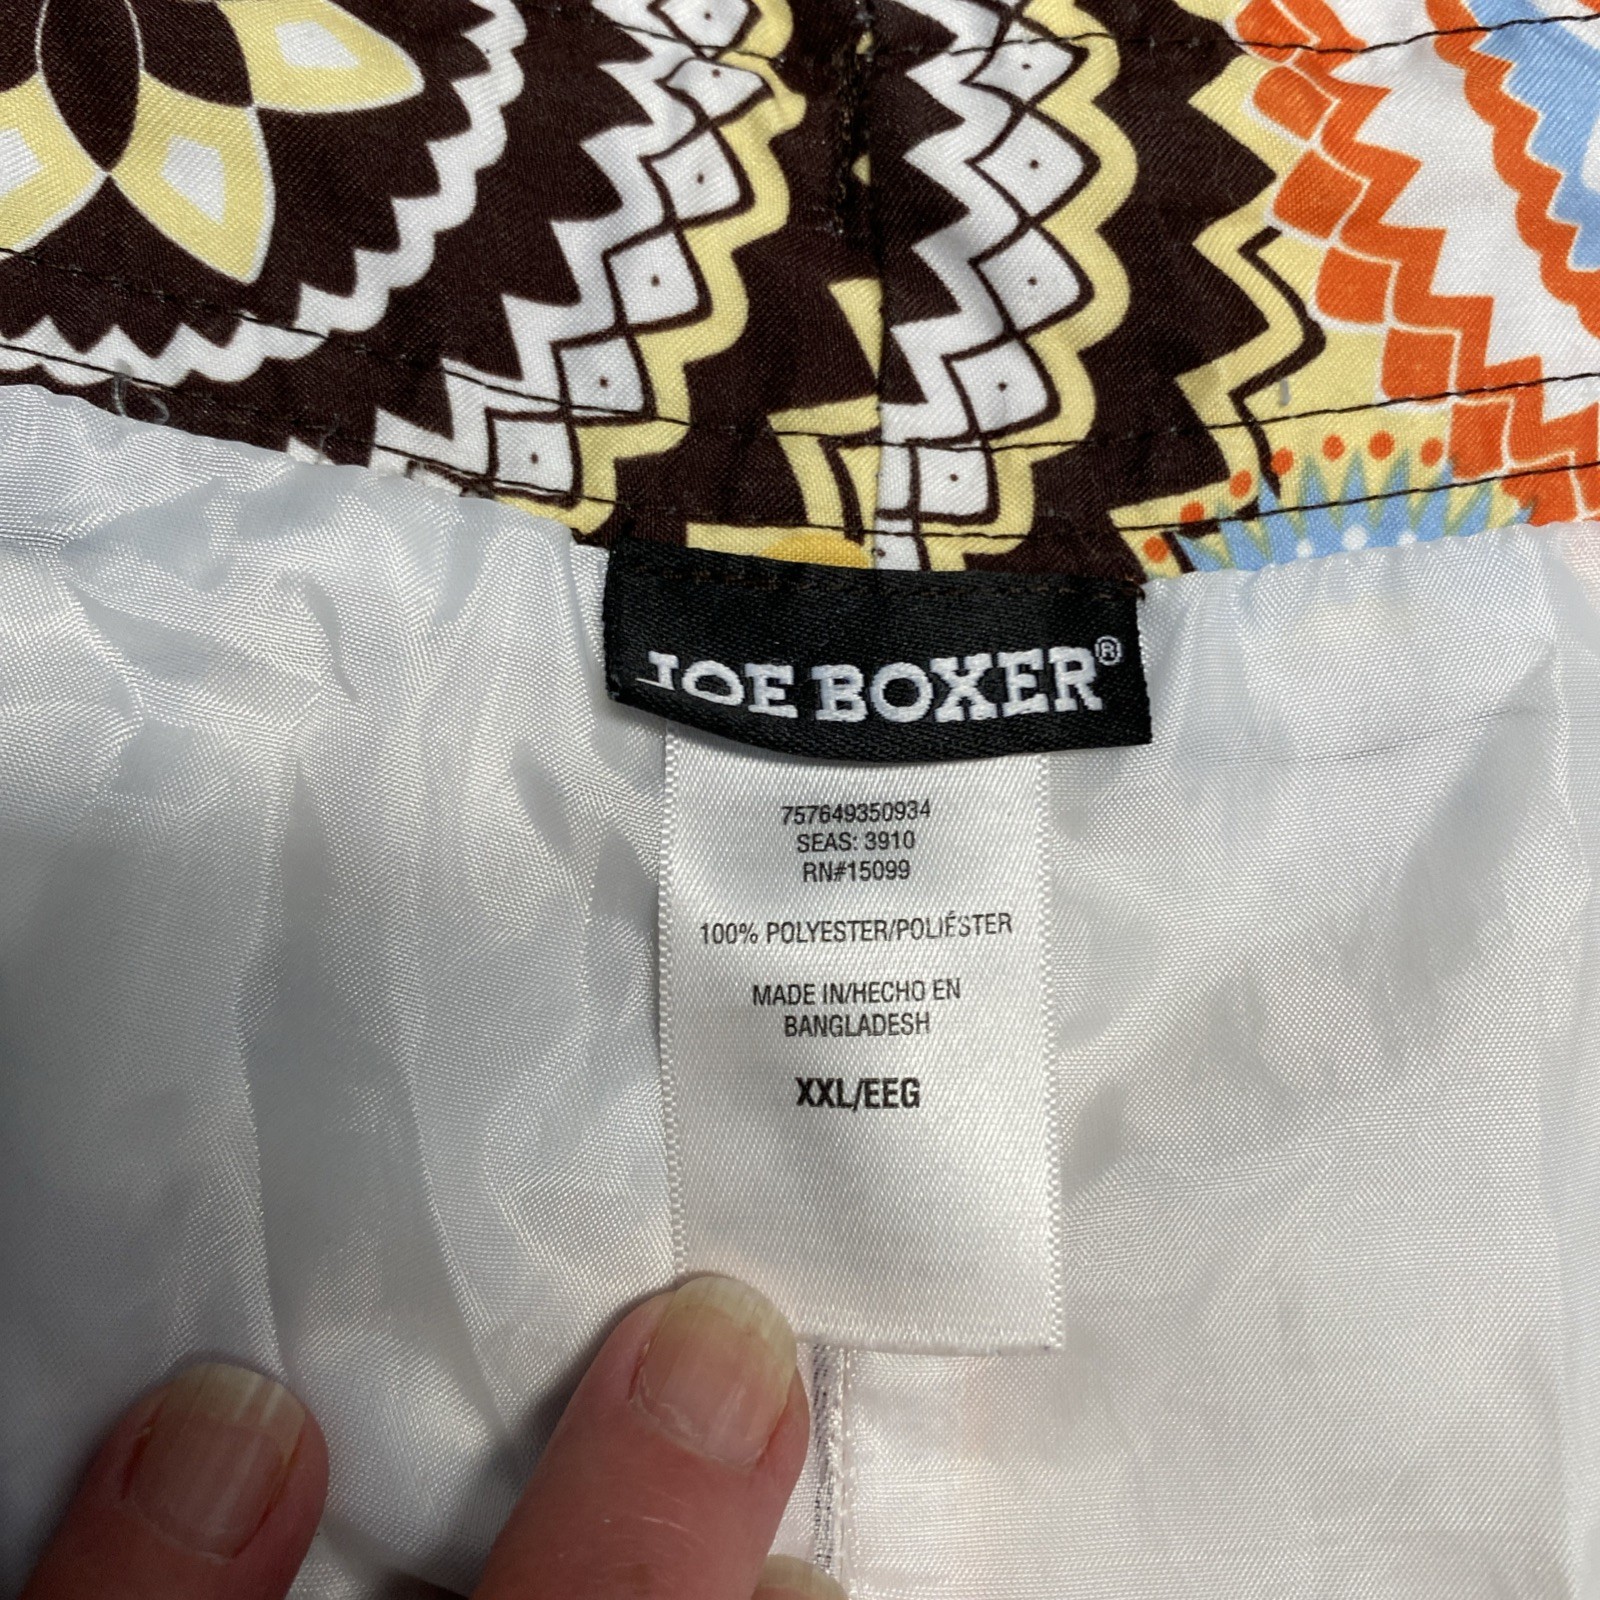 JOE BOXER®
757649350934
SEAS: 3910
RN#15099
100% POLYESTER/POLIÉSTER
MADE IN/HECHO EN
BANGLADESH
XXL/EEG